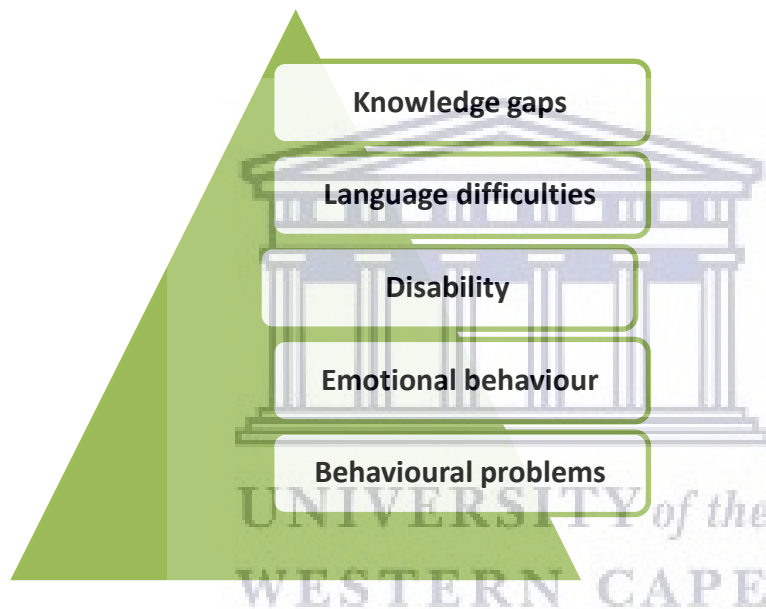 Knowledge gaps
Language difficulties
Disability
Emotional behaviour
Behavioural problems
UNIVERSITY of the
WESTERN CAPE